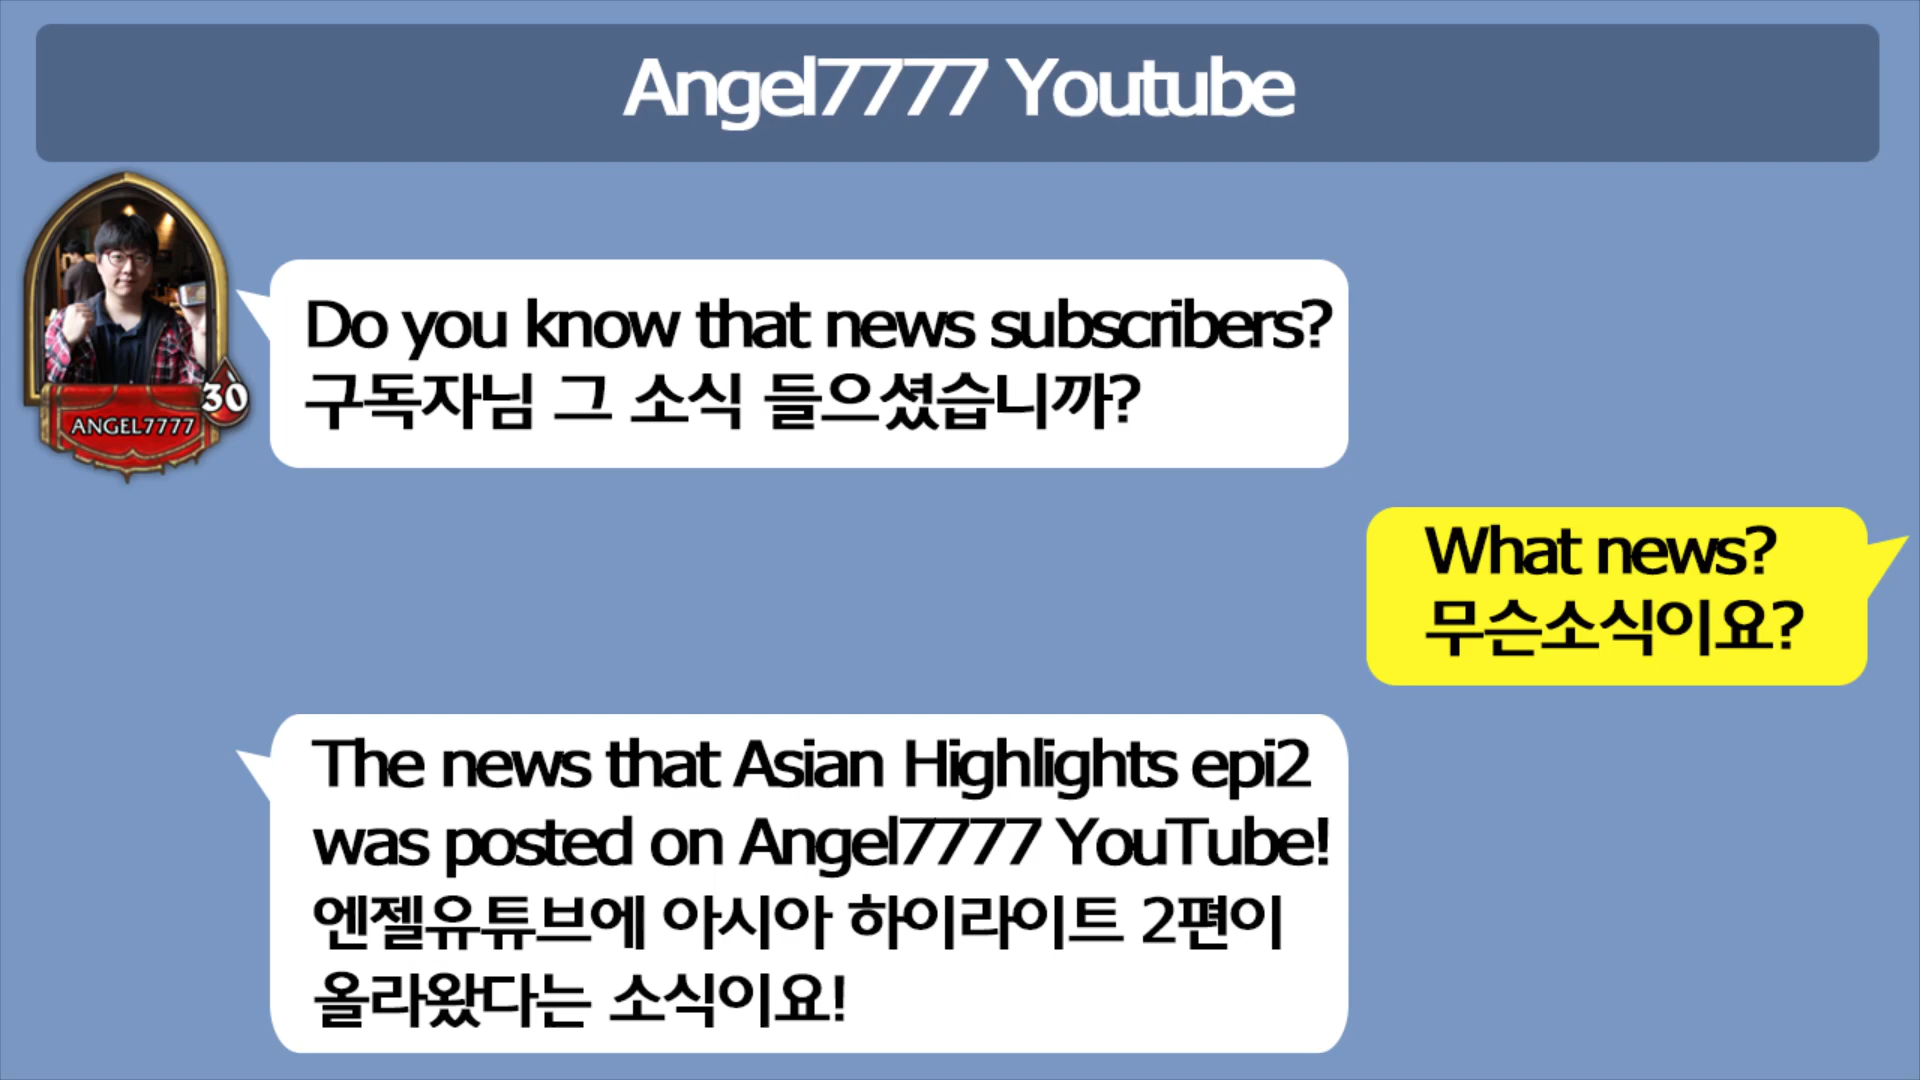 Angel7777 Youtube
Do you know that news subscribers?
구독자님 그 소식 들으셨습니까?
30
ANGEL7777
What news?
무슨소식이요?
The news that Asian Highlights epi2
was posted on Angel7777 YouTube!
엔젤유튜브에 아시아 하이라이트 2편이
올라왔다는 소식이요!